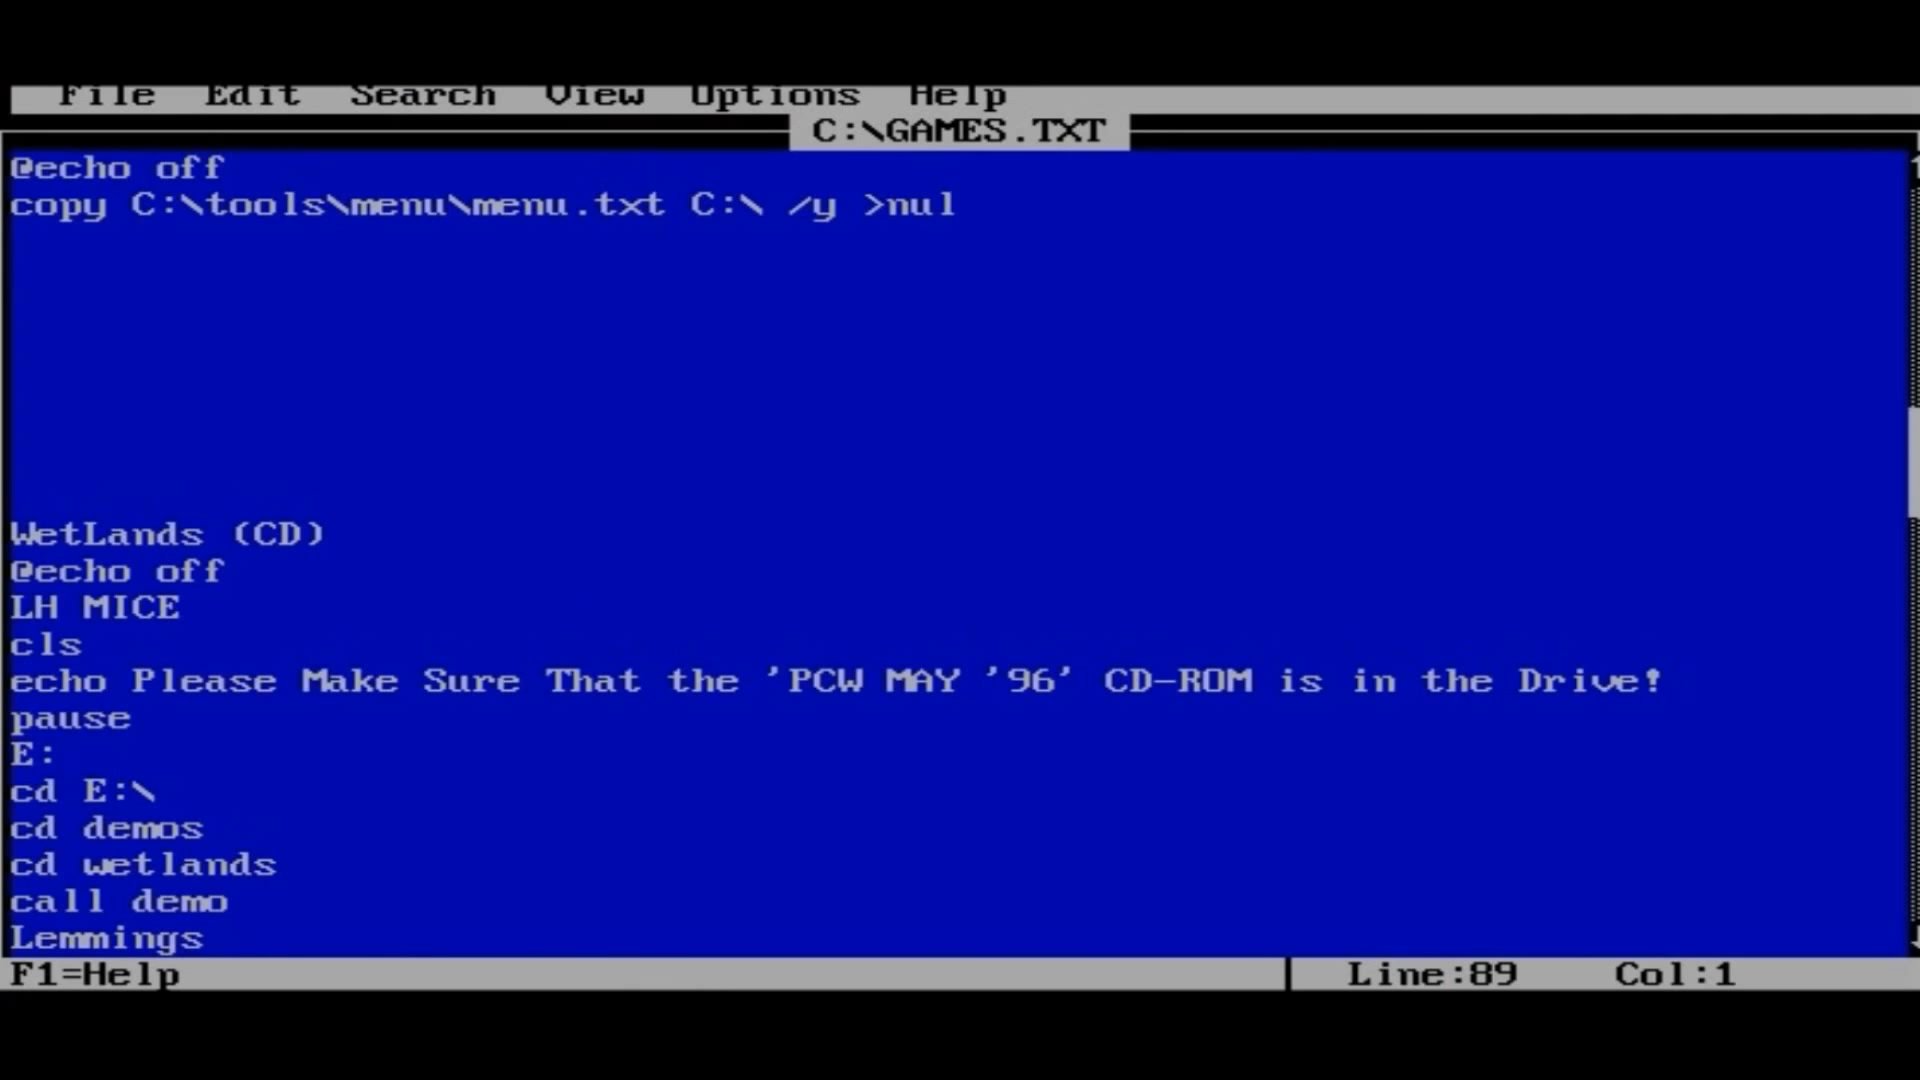 File Edit Search View Options Help
C:\GAMES.TXT
@echo off
copy C:\tools\menu\menu.txt C:\ /y >nul
WetLands (CD)
@echo off
LH MICE
cls
echo Please Make Sure That the 'PCW MAY '96' CD-ROM is in the Drive!
pause
E:
cd E:\
cd demos
cd wetlands
call demo
Lemmings
F1=Help Line:89 Col:1